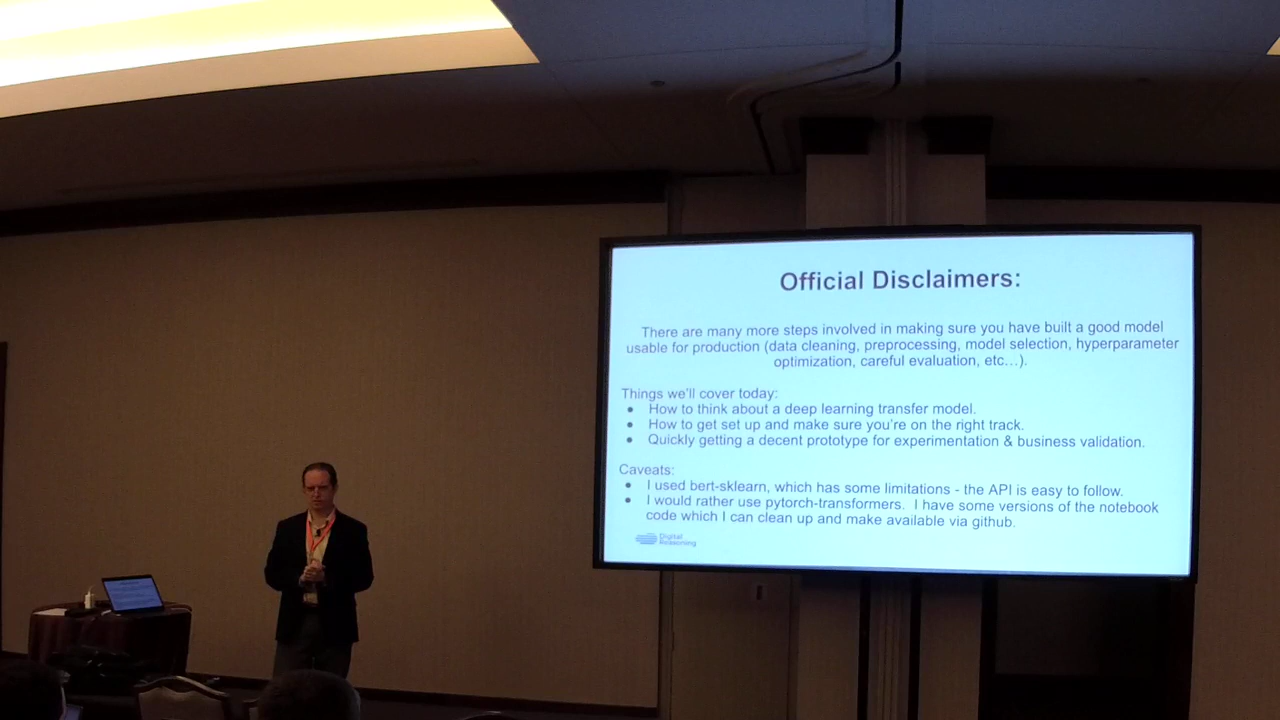 Official Disclaimers:
There are many more steps involved in making sure you have built a good model
usable for production (data cleaning, preprocessing, model selection, hyperparameter
optimization, careful evaluation, etc…).
Things we'll cover today:
● How to think about a deep learning transfer model.
● How to get set up and make sure you're on the right track.
● Quickly getting a decent prototype for experimentation & business validation.
Caveats:
● I used bert-sklearn, which has some limitations - the API is easy to follow.
● I would rather use pytorch-transformers. I have some versions of the notebook
code which I can clean up and make available via github.
Digital
Reasoning